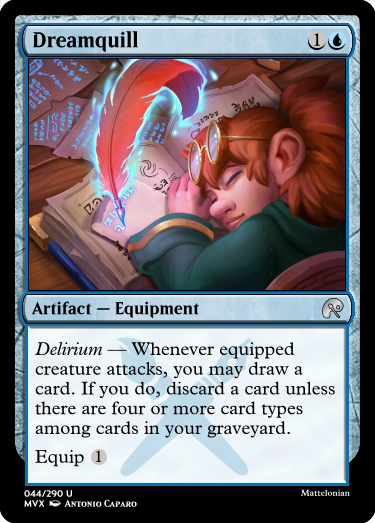 Dreamquill 1
Artifact — Equipment
Delirium — Whenever equipped
creature attacks, you may draw a
card. If you do, discard a card unless
there are four or more card types
among cards in your graveyard.
Equip 1
044/290 U
Mattelonian
MVX Antonio Caparo